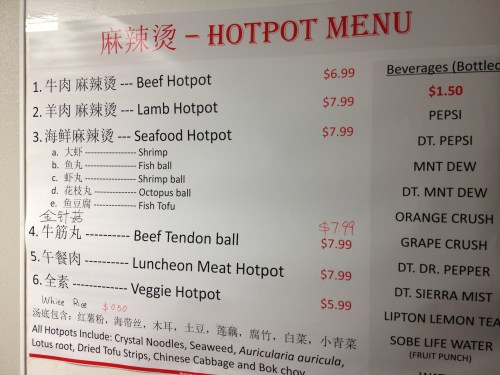 麻辣烫 – HOTPOT MENU
1. 牛肉 麻辣烫 --- Beef Hotpot $6.99
2. 羊肉 麻辣烫 --- Lamb Hotpot $7.99
3. 海鲜麻辣烫 --- Seafood Hotpot $7.99
a. 大虾 ---------------- Shrimp
b. 鱼丸 ---------------- Fish ball
c. 虾丸 ---------------- Shrimp ball
d. 花枝丸 ------------- Octopus ball
e. 鱼豆腐 ------------- Fish Tofu
金针菇 $7.99
4. 牛筋丸 ----------- Beef Tendon ball $7.99
5. 午餐肉 ----------- Luncheon Meat Hotpot $7.99
6. 全素 ------------- Veggie Hotpot $5.99
White Rice $0.50
汤底包含: 红薯粉, 海带丝, 木耳, 土豆, 莲藕, 腐竹, 白菜, 小青菜
All Hotpots Include: Crystal Noodles, Seaweed, Auricularia auricula,
Lotus root, Dried Tofu Strips, Chinese Cabbage and Bok choy
Beverages (Bottled
$1.50
PEPSI
DT. PEPSI
MNT DEW
DT. MNT DEW
ORANGE CRUSH
GRAPE CRUSH
DT. DR. PEPPER
DT. SIERRA MIST
LIPTON LEMON TEA
SOBE LIFE WATER
(FRUIT PUNCH)